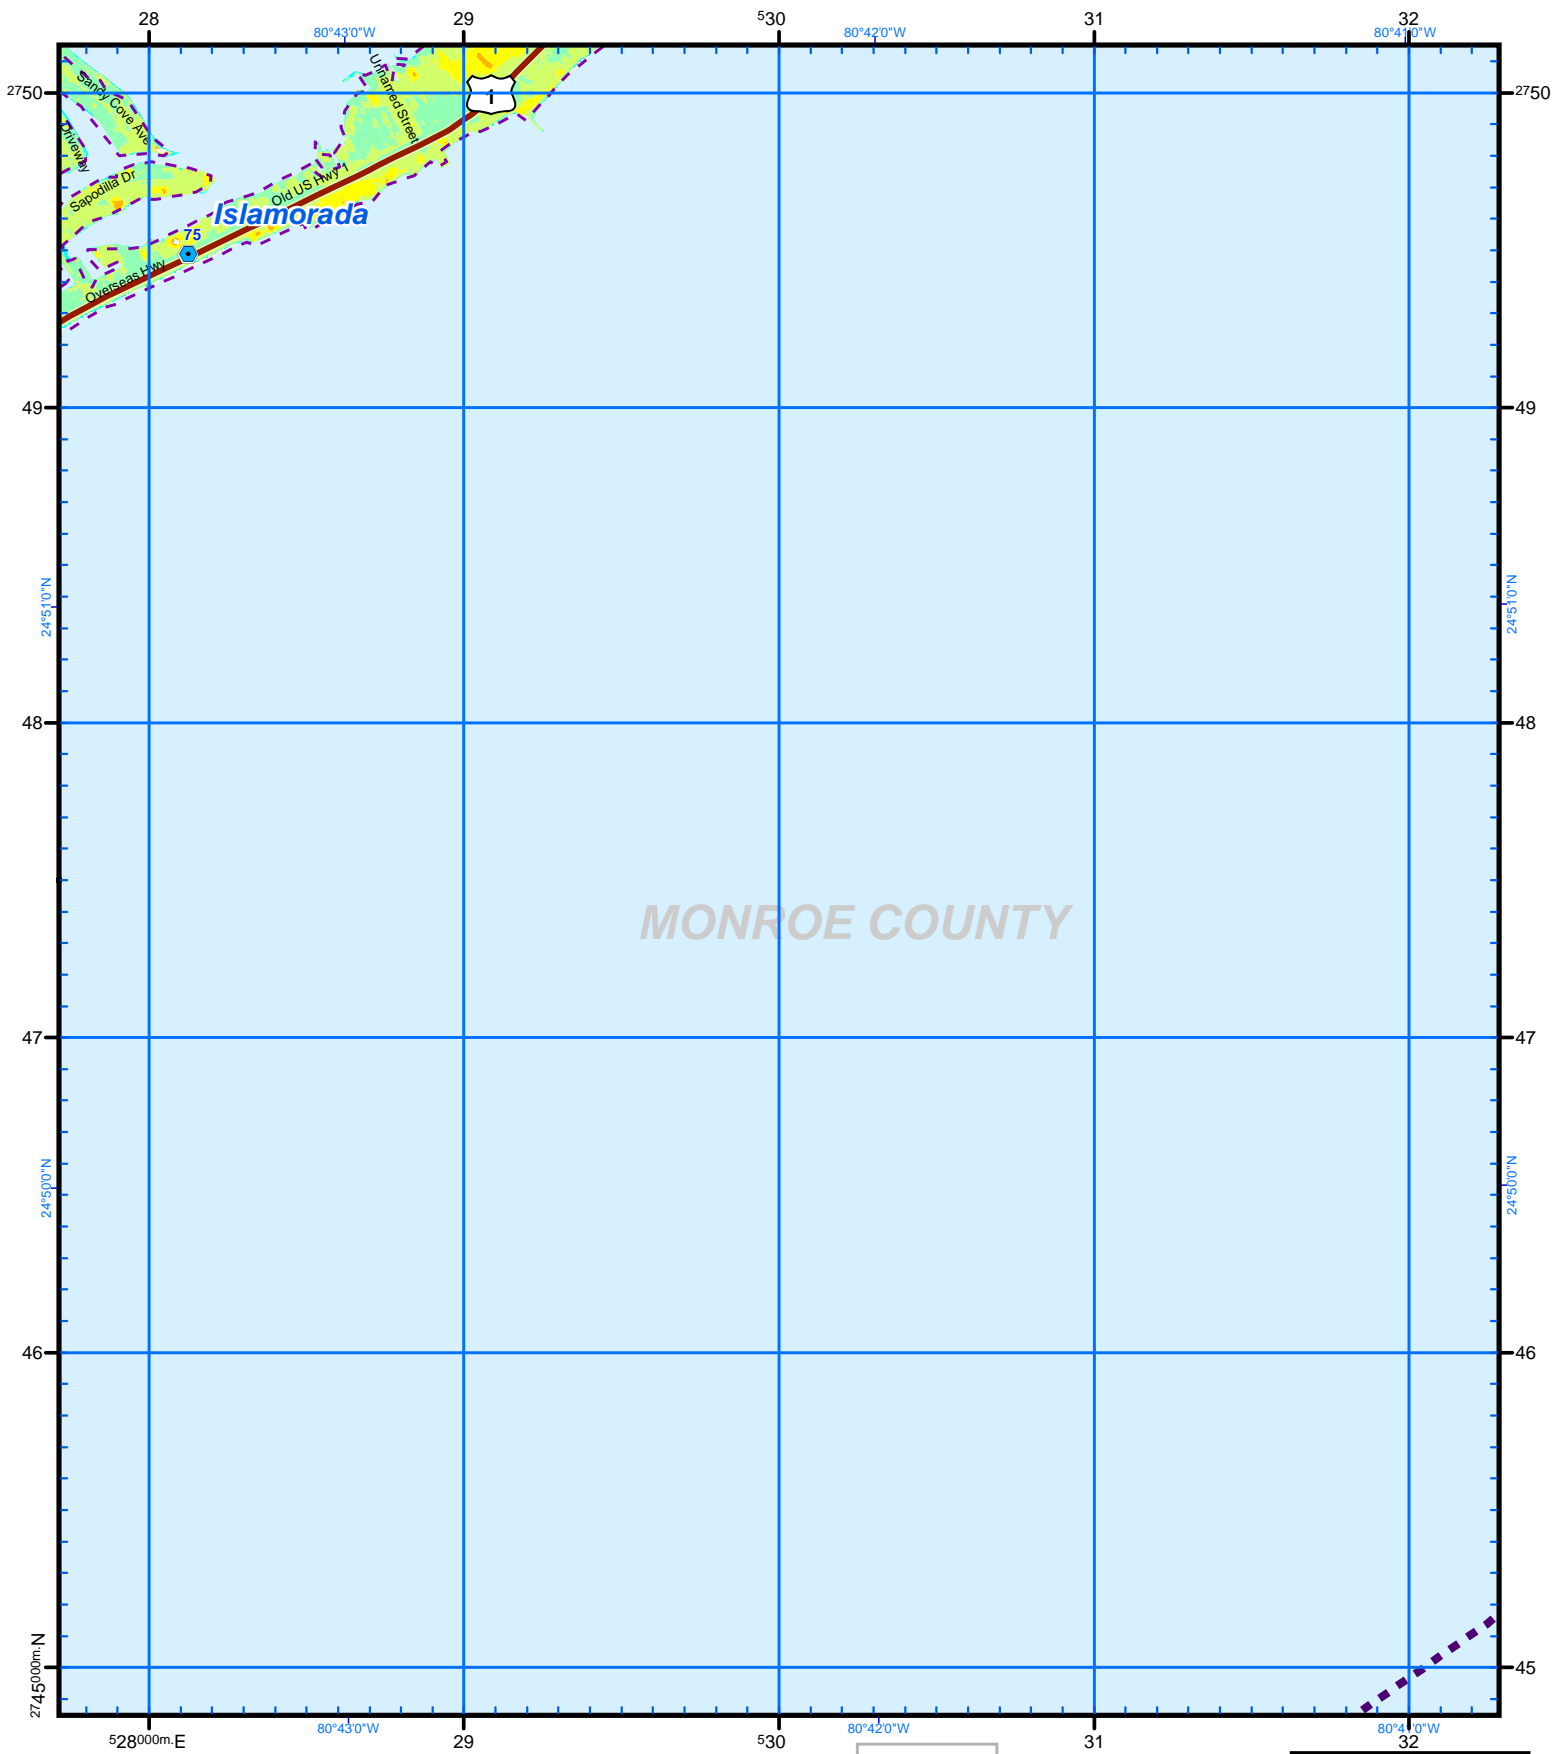 28 29 530 31 32
80°43'0"W 80°42'0"W 80°41'0"W
Sandy Cove Ave
Unnamed Street
2750 1 2750
Driveway
Sapodilla Dr
Old US Hwy 1
Islamorada
75
Overseas Hwy
49 49
24°51'0"N 24°51'0"N
48 48
MONROE COUNTY
47 47
24°50'0"N 24°50'0"N
46 46
2745000m.N 45
80°43'0"W 80°42'0"W 80°41'0"W
528000m.E 29 530 31 32